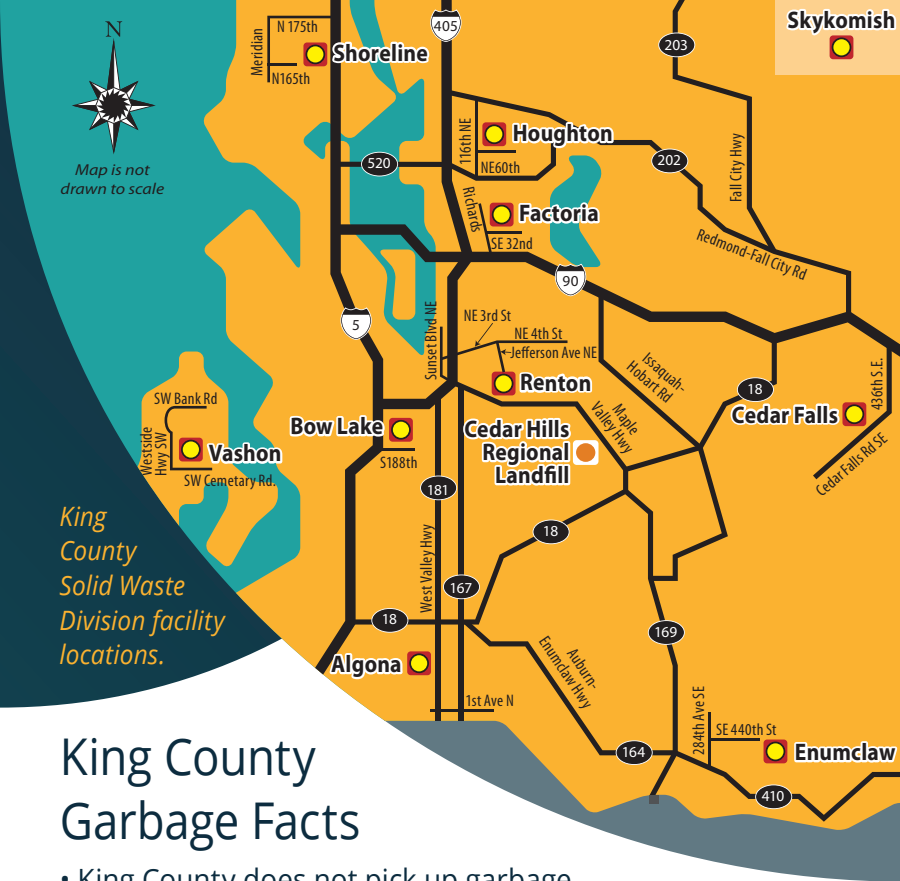 N
Map is not
drawn to scale
Meridian
N 175th
Shoreline
N165th
405
203
Skykomish
116th NE
Houghton
NE60th
520
202
Fall City Hwy
Richards
Factoria
SE 32nd
Redmond-Fall City Rd
90
5
Sunset Blvd NE
NE 3rd St
NE 4th St
Jefferson Ave NE
Renton
Issaquah-
Hobart Rd
18
436th S.E.
Cedar Falls
Cedar Falls Rd SE
Maple
Valley Hwy
SW Bank Rd
Westside
Hwy SW
Vashon
SW Cemetary Rd.
Bow Lake
S188th
Cedar Hills
Regional
Landfill
181
18
West Valley Hwy
167
18
169
Algona
1st Ave N
Auburn-
Enumclaw Hwy
284th Ave SE
SE 440th St
164
Enumclaw
410
King
County
Solid Waste
Division facility
locations.
King County
Garbage Facts
• King County does not pick up garbage